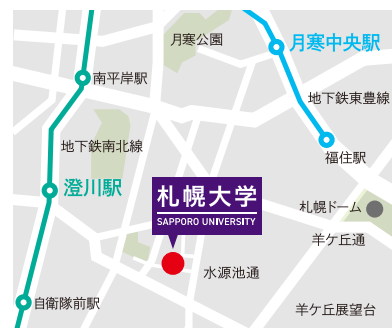 月寒公園
月寒中央駅
南平岸駅
地下鉄東豊線
地下鉄南北線
福住駅
澄川駅
札幌大学
SAPPORO UNIVERSITY
札幌ドーム
羊ケ丘通
水源池通
自衛隊前駅
羊ケ丘展望台